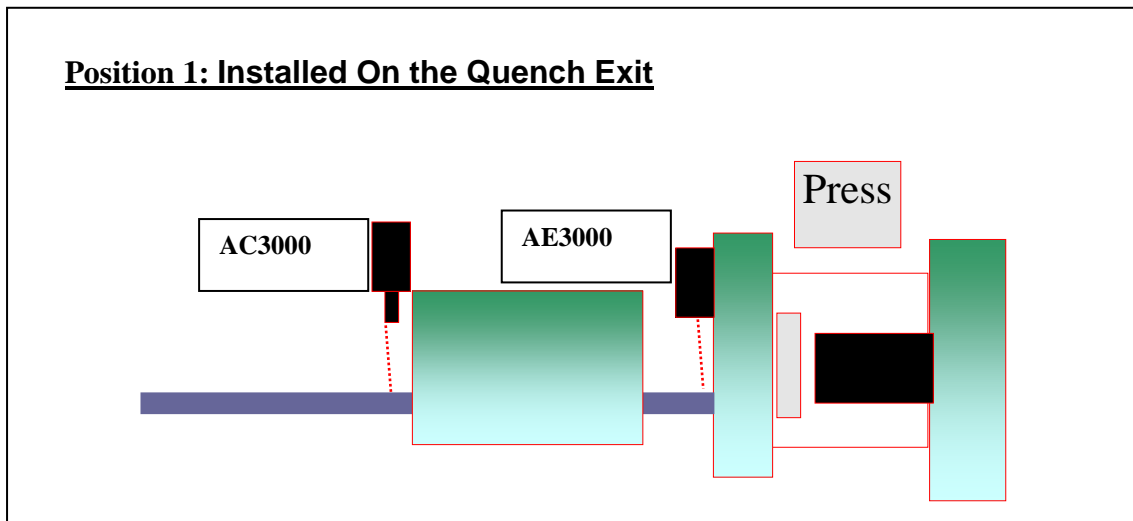 Position 1: Installed On the Quench Exit
Press
AC3000
AE3000